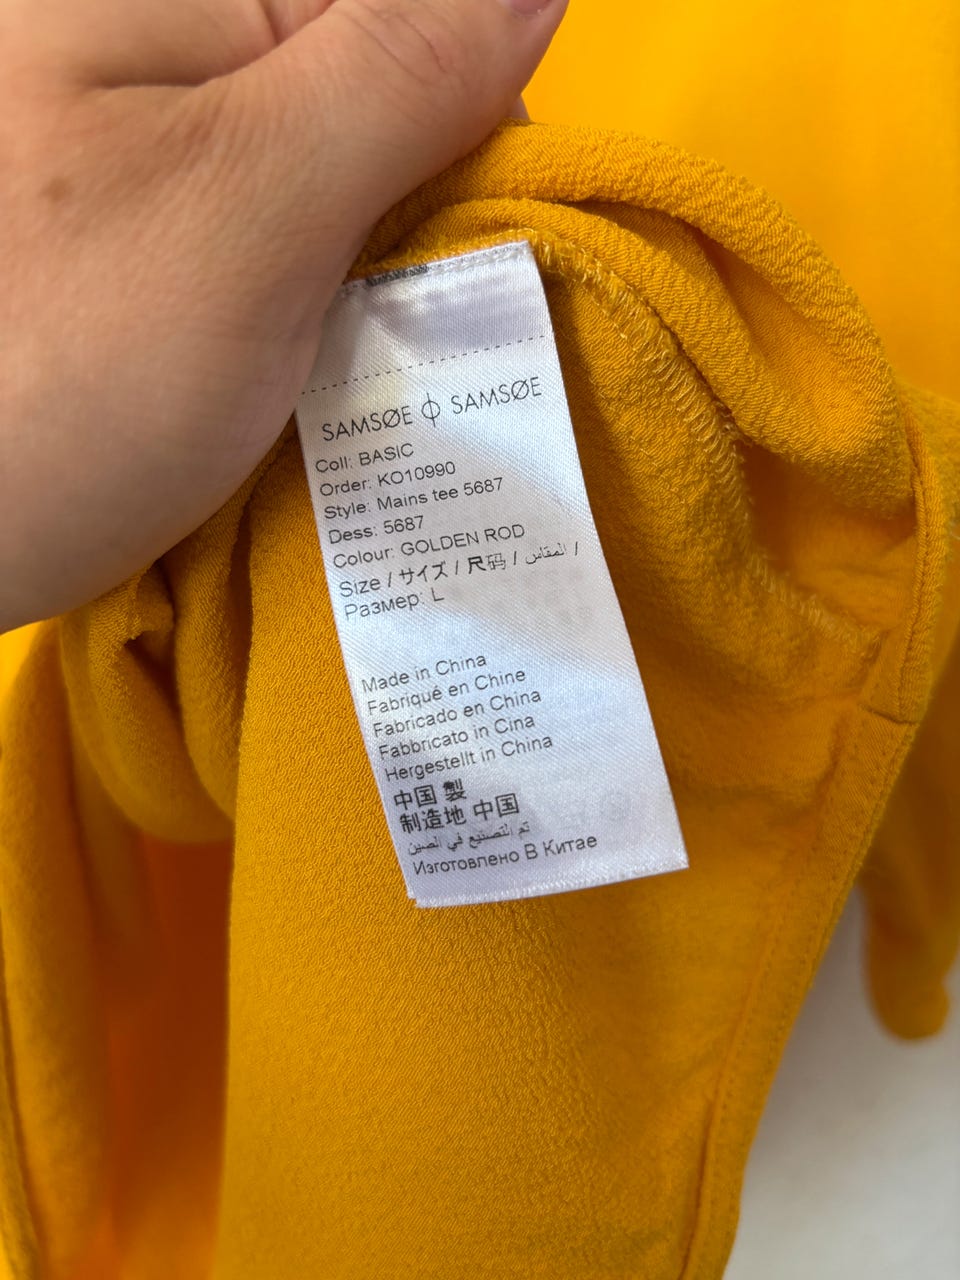 SAMSØE ϕ SAMSØE
Coll: BASIC
Order: KO10990
Style: Mains tee 5687
Dess: 5687
Colour: GOLDEN ROD
Size / サイズ / 尺码 / المقاس /
Размер: L
Made in China
Fabriqué en Chine
Fabricado en China
Fabbricato in Cina
Hergestellt in China
中国 製
制造地 中国
تم التصنيع في الصين
Изготовлено В Китае